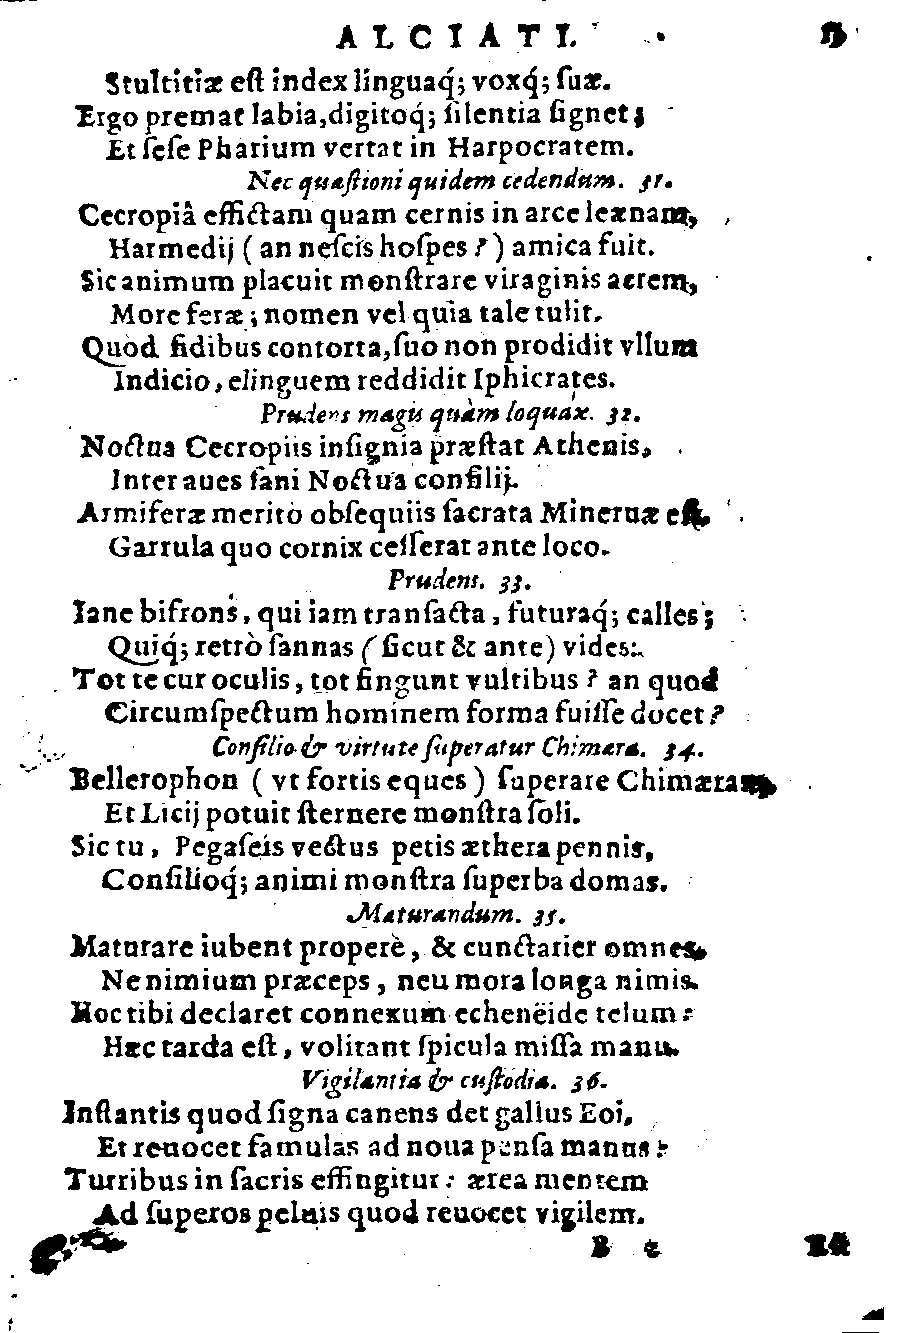 ALCIATI.
Stultitiæ eſt index linguaq́; voxq́; ſuæ.
Ergo premat labia, digitoq́; ſilentia ſignet;
Et ſeſe Pharium vertat in Harpocratem.
Nec quæſtioni quidem cedendum. 31.
Cecropiâ effictam quam cernis in arce leænam,
Harmedij ( an neſcis hoſpes ? ) amica fuit.
Sic animum placuit monſtrare viraginis acrem,
More feræ ; nomen vel quia tale tulit.
Quòd fidibus contorta, ſuo non prodidit vllum
Indicio, elinguem reddidit Iphicrates.
Prudens magis quàm loquax. 32.
Noctua Cecropiis inſignia præſtat Athenis,
Inter aues ſani Noctua conſilij.
Armiferæ meritò obſequiis ſacrata Mineruæ eſt,
Garrula quo cornix ceſſerat ante loco.
Prudens. 33.
Iane bifrons, qui iam tranſacta, futuraq́; calles;
Quiq́; retrò ſannas ( ſicut & ante) vides:
Tot te cur oculis, tot fingunt vultibus ? an quod
Circumſpectum hominem forma fuiſſe docet ?
Conſilio & virtute ſuperatur Chimæra. 34.
Bellerophon ( vt fortis eques ) ſuperare Chimæram,
Et Licij potuit ſternere monſtra ſoli.
Sic tu, Pegaſeis vectus petis æthera pennis,
Conſilioq́; animi monſtra ſuperba domas.
Maturandum. 35.
Maturare iubent properè, & cunctarier omnes,
Ne nimium præceps, neu mora longa nimis.
Hoc tibi declaret connexum echenëide telum:
Hæc tarda eſt, volitant ſpicula miſſa manu.
Vigilantia & cuſtodia. 36.
Inſtantis quod ſigna canens det gallus Eoi,
Et reuocet famulas ad noua penſa manus:
Turribus in ſacris effingitur : ærea mentem
Ad ſuperos peluis quod reuocet vigilem.
B